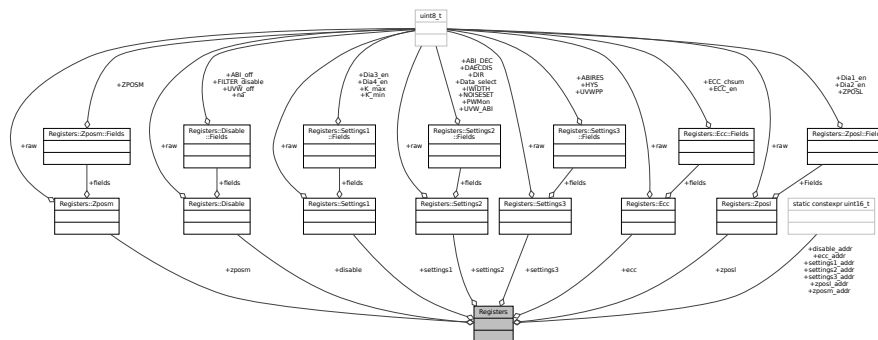 uint8_t
+ZPOSM
+ABI_off
+FILTER_disable
+UVW_off
+na
+Dia3_en
+Dia4_en
+K_max
+K_min
+ABI_DEC
+DAECDIS
+DIR
+Data_select
+IWIDTH
+NOISESET
+PWMon
+UVW_ABI
+ABIRES
+HYS
+UVWPP
+ECC_chsum
+ECC_en
+Dia1_en
+Dia2_en
+ZPOSL
Registers::Zposm::Fields
Registers::Disable
::Fields
Registers::Settings1
::Fields
Registers::Settings2
::Fields
Registers::Settings3
::Fields
Registers::Ecc::Fields
Registers::Zposl::Field
+raw
+raw
+raw
+raw
+raw
+raw
+raw
+fields
+fields
+fields
+fields
+fields
+fields
+Fields
Registers::Zposm
Registers::Disable
Registers::Settings1
Registers::Settings2
Registers::Settings3
Registers::Ecc
Registers::Zposl
static constexpr uint16_t
+zposm
+disable
+settings1
+settings2
+settings3
+ecc
+zposl
+disable_addr
+ecc_addr
+settings1_addr
+settings2_addr
+settings3_addr
+zposl_addr
+zposm_addr
Registers